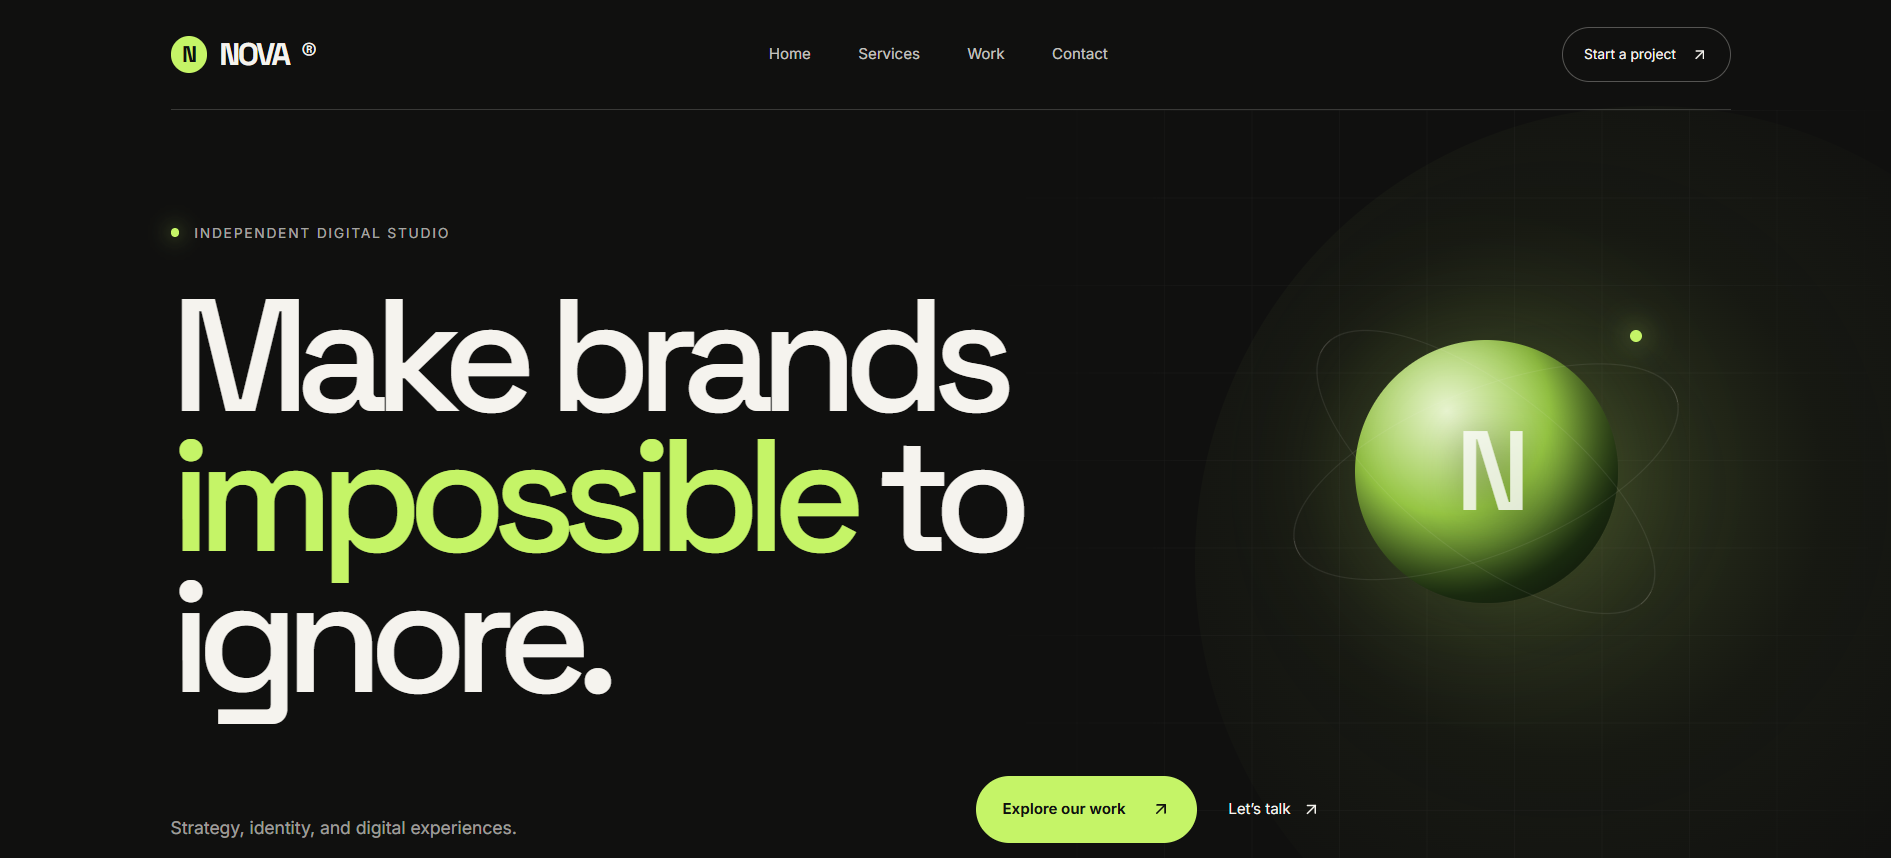 N NOVA ®
Home Services Work Contact
Start a project
INDEPENDENT DIGITAL STUDIO
Make brands
impossible to
ignore.
N
Strategy, identity, and digital experiences.
Explore our work
Let’s talk